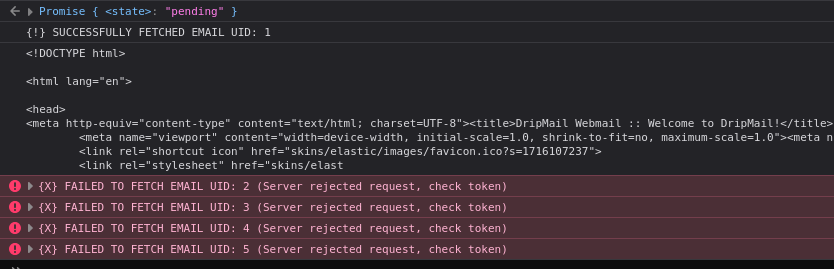 Promise { <state>: "pending" }
{!} SUCCESSFULLY FETCHED EMAIL UID: 1
<!DOCTYPE html>
<html lang="en">
<head>
<meta http-equiv="content-type" content="text/html; charset=UTF-8"><title>DripMail Webmail :: Welcome to DripMail!</title>
<meta name="viewport" content="width=device-width, initial-scale=1.0, shrink-to-fit=no, maximum-scale=1.0"><meta n
<link rel="shortcut icon" href="skins/elastic/images/favicon.ico?s=1716107237">
<link rel="stylesheet" href="skins/elast
{X} FAILED TO FETCH EMAIL UID: 2 (Server rejected request, check token)
{X} FAILED TO FETCH EMAIL UID: 3 (Server rejected request, check token)
{X} FAILED TO FETCH EMAIL UID: 4 (Server rejected request, check token)
{X} FAILED TO FETCH EMAIL UID: 5 (Server rejected request, check token)